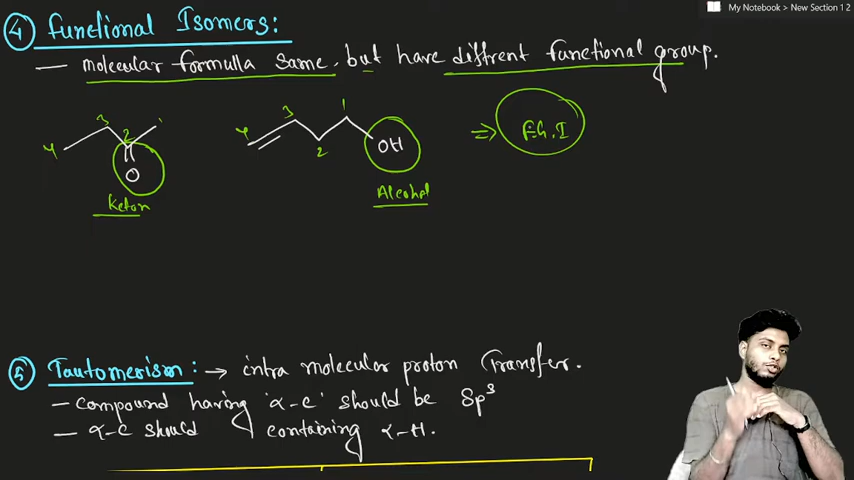 My Notebook > New Section 1 2
4 Functional Isomers:
— molecular formulla same, but have diffrent functional group.
4 3 2 1
O
Keton
4 3 2 1
OH
Alcohol
⇒ F.G.I
5 Tautomerism: → intra molecular proton Transfer.
– compound having 'α-c' should be Sp³
– α-c should containing α-H.